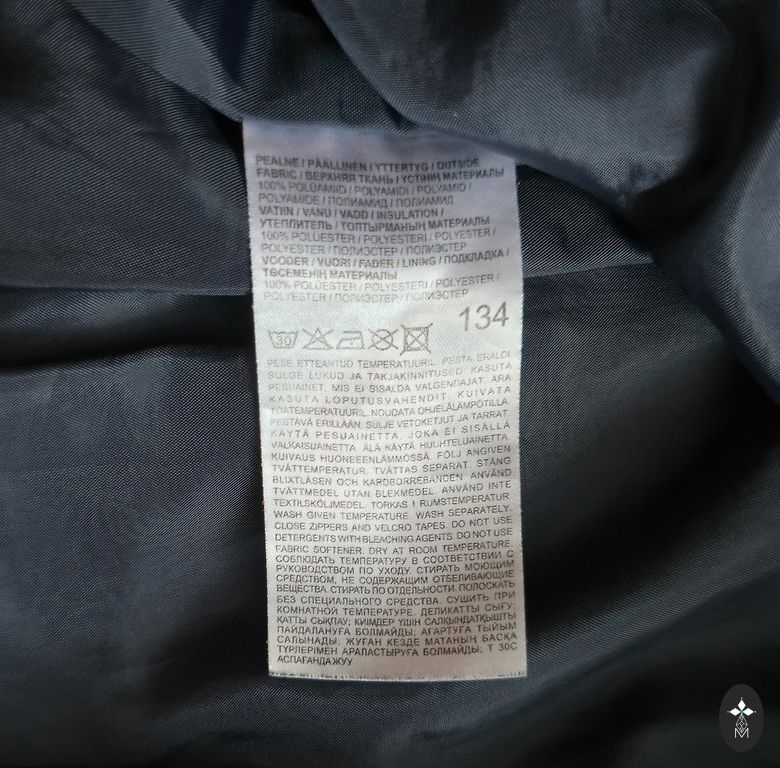 PEALNE / PÄÄLLINEN / YTTERTYG / OUTSIDE
FABRIC / ВЕРХНЯЯ ТКАНЬ / ҮСТІНІҢ МАТЕРИАЛЫ
100% POLÜAMIID / POLYAMIDI / POLYAMID /
POLYAMIDE / ПОЛИАМИД / ПОЛИАМИД
VATIIN / VANU / VADD / INSULATION /
УТЕПЛИТЕЛЬ / ТОЛТЫРМАНЫҢ МАТЕРИАЛЫ
100% POLÜESTER / POLYESTERI / POLYESTER /
POLYESTER / ПОЛИЭСТЕР / ПОЛИЭСТЕР
VOODER / VUORI / FODER / LINING / ПОДКЛАДКА /
ТӨСЕМЕНІҢ МАТЕРИАЛЫ
100% POLÜESTER / POLYESTERI / POLYESTER /
POLYESTER / ПОЛИЭСТЕР / ПОЛИЭСТЕР
134
30
PESE ETTEANTUD TEMPERATUURIL. PESTA ERALDI
SULGE LUKUD JA TAKJAKINNITUSED. KASUTA
PESUAINET, MIS EI SISALDA VALGENDAJAT. ÄRA
KASUTA LOPUTUSVAHENDIT. KUIVATA
TOATEMPERATUURIL. NOUDATA OHJELÄMPÖTILLA.
PESTÄVÄ ERILLÄÄN. SULJE VETOKETJUT JA TARRAT.
KÄYTÄ PESUAINETTA, JOKA EI SISÄLLÄ
VALKAISUAINETTA. ÄLÄ KÄYTÄ HUUHTELUAINETTA.
KUIVAUS HUONEEENLÄMMÖSSÄ. FÖLJ ANGIVEN
TVÄTTEMPERATUR. TVÄTTAS SEPARAT. STÄNG
BLIXTLÅSEN OCH KARDBORREBANDEN. ANVÄND
TVÄTTMEDEL UTAN BLEKMEDEL. ANVÄND INTE
TEXTILSKÖLJMEDEL. TORKAS I RUMSTEMPERATUR.
WASH GIVEN TEMPERATURE. WASH SEPARATELY.
CLOSE ZIPPERS AND VELCRO TAPES. DO NOT USE
DETERGENTS WITH BLEACHING AGENTS. DO NOT USE
FABRIC SOFTENER. DRY AT ROOM TEMPERATURE.
СОБЛЮДАТЬ ТЕМПЕРАТУРУ В СООТВЕТСТВИИ С
РУКОВОДСТВОМ ПО УХОДУ. СТИРАТЬ МОЮЩИМ
СРЕДСТВОМ, НЕ СОДЕРЖАЩИМ ОТБЕЛИВАЮЩИЕ
ВЕЩЕСТВА. СТИРАТЬ ПО ОТДЕЛЬНОСТИ. ПОЛОСКАТЬ
БЕЗ СПЕЦИАЛЬНОГО СРЕДСТВА. СУШИТЬ ПРИ
КОМНАТНОЙ ТЕМПЕРАТУРЕ. ДЕЛИКАТТЫ СЫҒУ;
ҚАТТЫ СЫҚПАУ; КИІМДЕР ҮШІН САЛҚЫНДАТҚЫШТЫ
ПАЙДАЛАНУҒА БОЛМАЙДЫ; АҒАРТУҒА ТЫЙЫМ
САЛЫНАДЫ; ЖУҒАН КЕЗДЕ МАТАНЫҢ БАСҚА
ТҮРЛЕРІМЕН АРАЛАСТЫРУҒА БОЛМАЙДЫ; Т 30С
АСПАҒАНДА ЖУУ